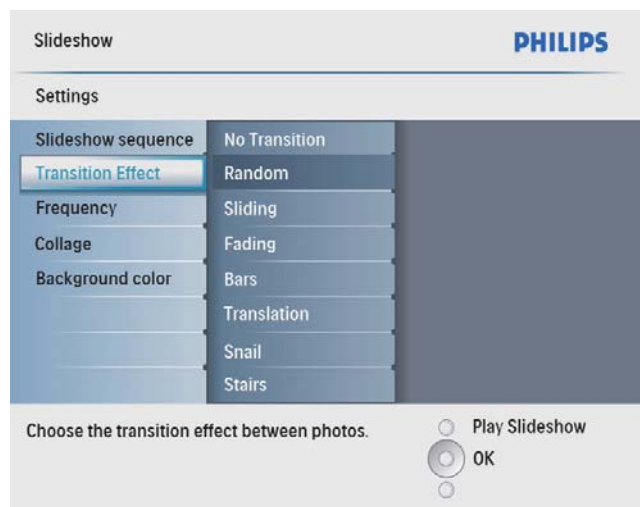 Slideshow
PHILIPS
Settings
Slideshow sequence
Transition Effect
Frequency
Collage
Background color
No Transition
Random
Sliding
Fading
Bars
Translation
Snail
Stairs
Choose the transition effect between photos.
Play Slideshow
OK